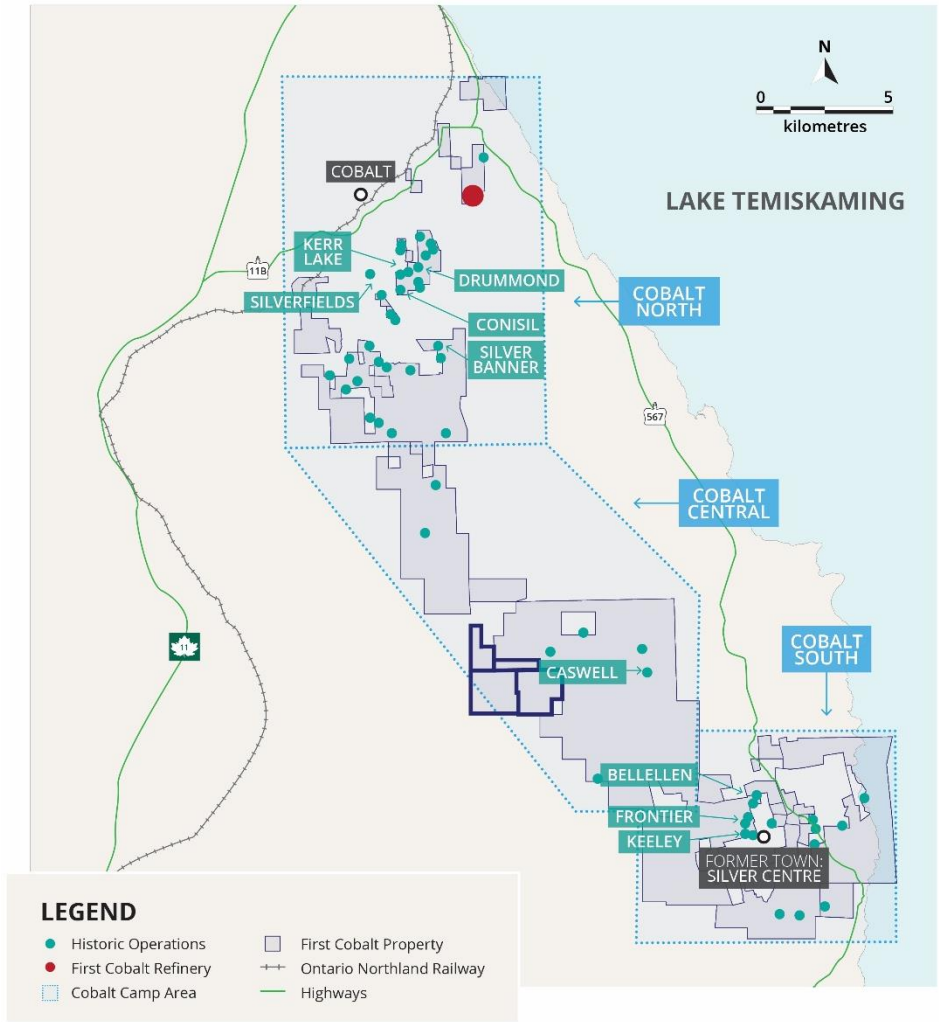 N
0 5
kilometres
COBALT
LAKE TEMISKAMING
KERR
LAKE
11B
DRUMMOND
SILVERFIELDS
COBALT
NORTH
CONISIL
SILVER
BANNER
567
COBALT
CENTRAL
11
COBALT
SOUTH
CASWELL
BELLELLEN
FRONTIER
KEELEY
FORMER TOWN:
SILVER CENTRE
LEGEND
Historic Operations
First Cobalt Refinery
Cobalt Camp Area
First Cobalt Property
Ontario Northland Railway
Highways